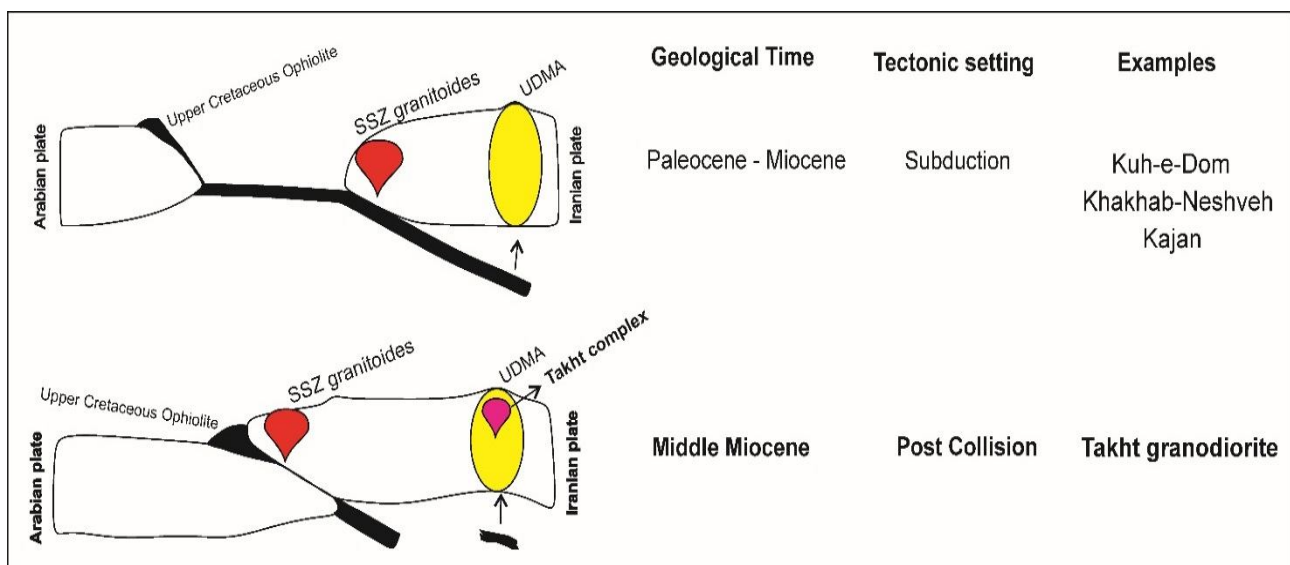 Geological Time
Tectonic setting
Examples
Arabian plate
Upper Cretaceous Ophiolite
SSZ granitoides
UDMA
Iranian plate
Paleocene - Miocene
Subduction
Kuh-e-Dom
Khakhab-Neshveh
Kajan
Arabian plate
Upper Cretaceous Ophiolite
SSZ granitoides
UDMA
Takht complex
Iranian plate
Middle Miocene
Post Collision
Takht granodiorite